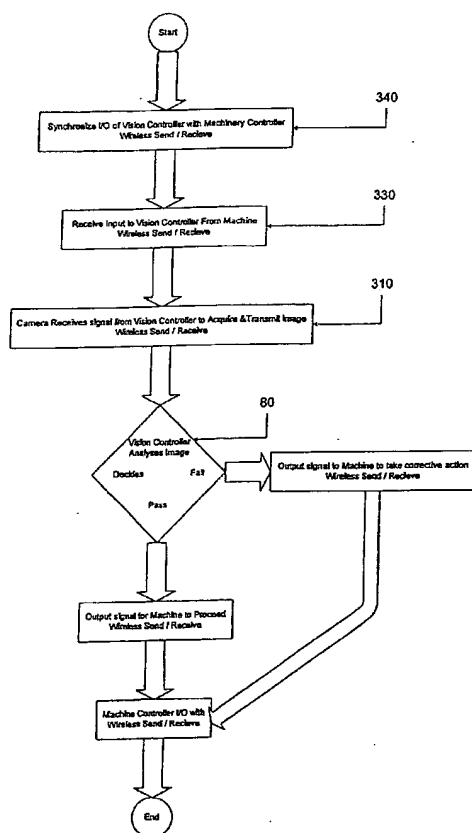 Start
340
Synchronize I/O of Vision Controller with Machinery Controller
Wireless Send / Recieve
330
Receive Input to Vision Controller From Machine
Wireless Send / Recieve
310
Camera Receives signal from Vision Controller to Acquire & Transmit Image
Wireless Send / Receive
80
Vision Controller
Analyses Image
Decides Fail
Pass
Output signal to Machine to take corrective action
Wireless Send / Recieve
Output signal for Machine to Proceed
Wireless Send / Receive
Machine Controller I/O with
Wireless Send / Recieve
End